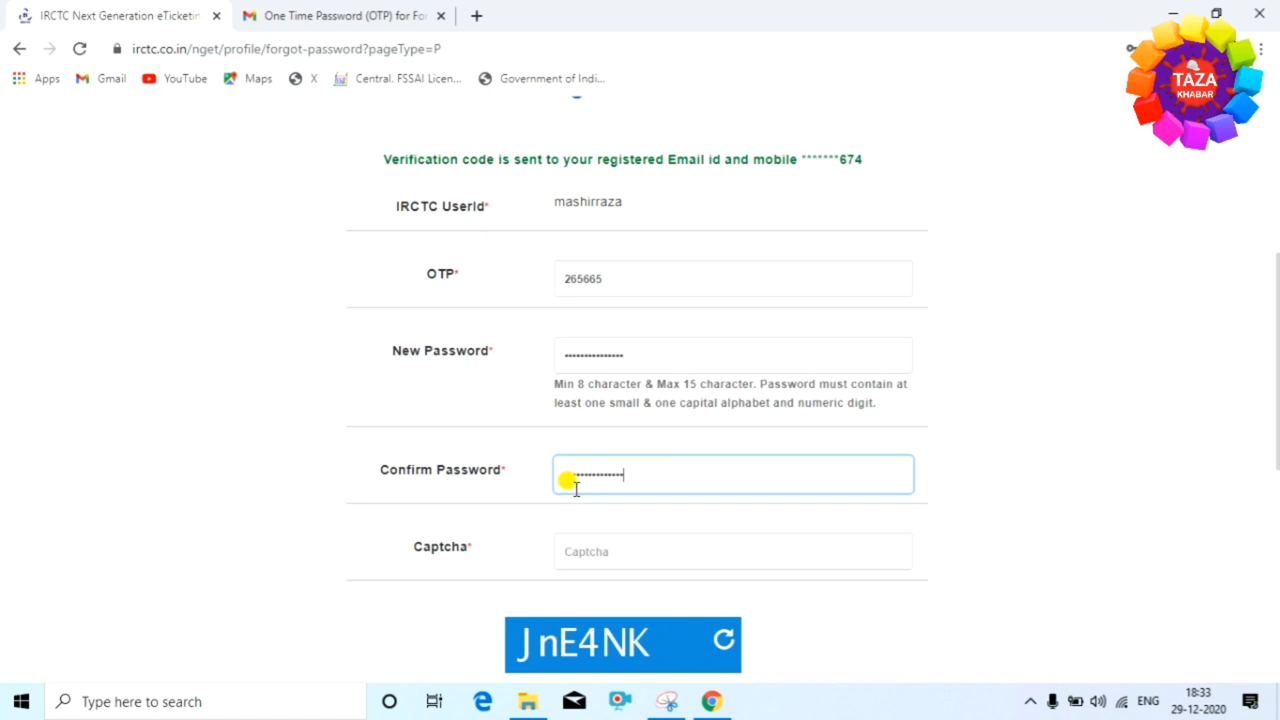 IRCTC Next Generation eTicketin
One Time Password (OTP) for For
irctc.co.in/nget/profile/forgot-password?pageType=P
Apps Gmail YouTube Maps X Central. FSSAI Licen... Government of Indi...
TAZA
KHABAR
Verification code is sent to your registered Email id and mobile *******674
IRCTC UserId* mashirraza
OTP* 265665
New Password* •••••••••••••••
Min 8 character & Max 15 character. Password must contain at
least one small & one capital alphabet and numeric digit.
Confirm Password*
Captcha* Captcha
JnE4NK
Type here to search
ENG
18:33
29-12-2020